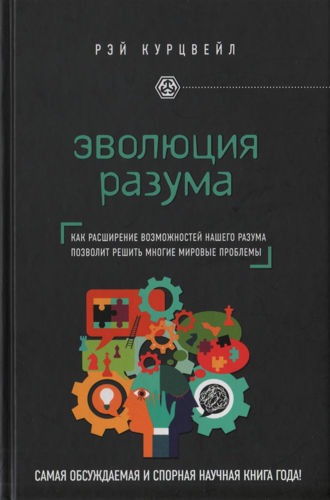 РЭЙ КУРЦВЕЙЛ
ЭВОЛЮЦИЯ
РАЗУМА
КАК РАСШИРЕНИЕ ВОЗМОЖНОСТЕЙ НАШЕГО РАЗУМА
ПОЗВОЛИТ РЕШИТЬ МНОГИЕ МИРОВЫЕ ПРОБЛЕМЫ
САМАЯ ОБСУЖДАЕМАЯ И СПОРНАЯ НАУЧНАЯ КНИГА ГОДА!